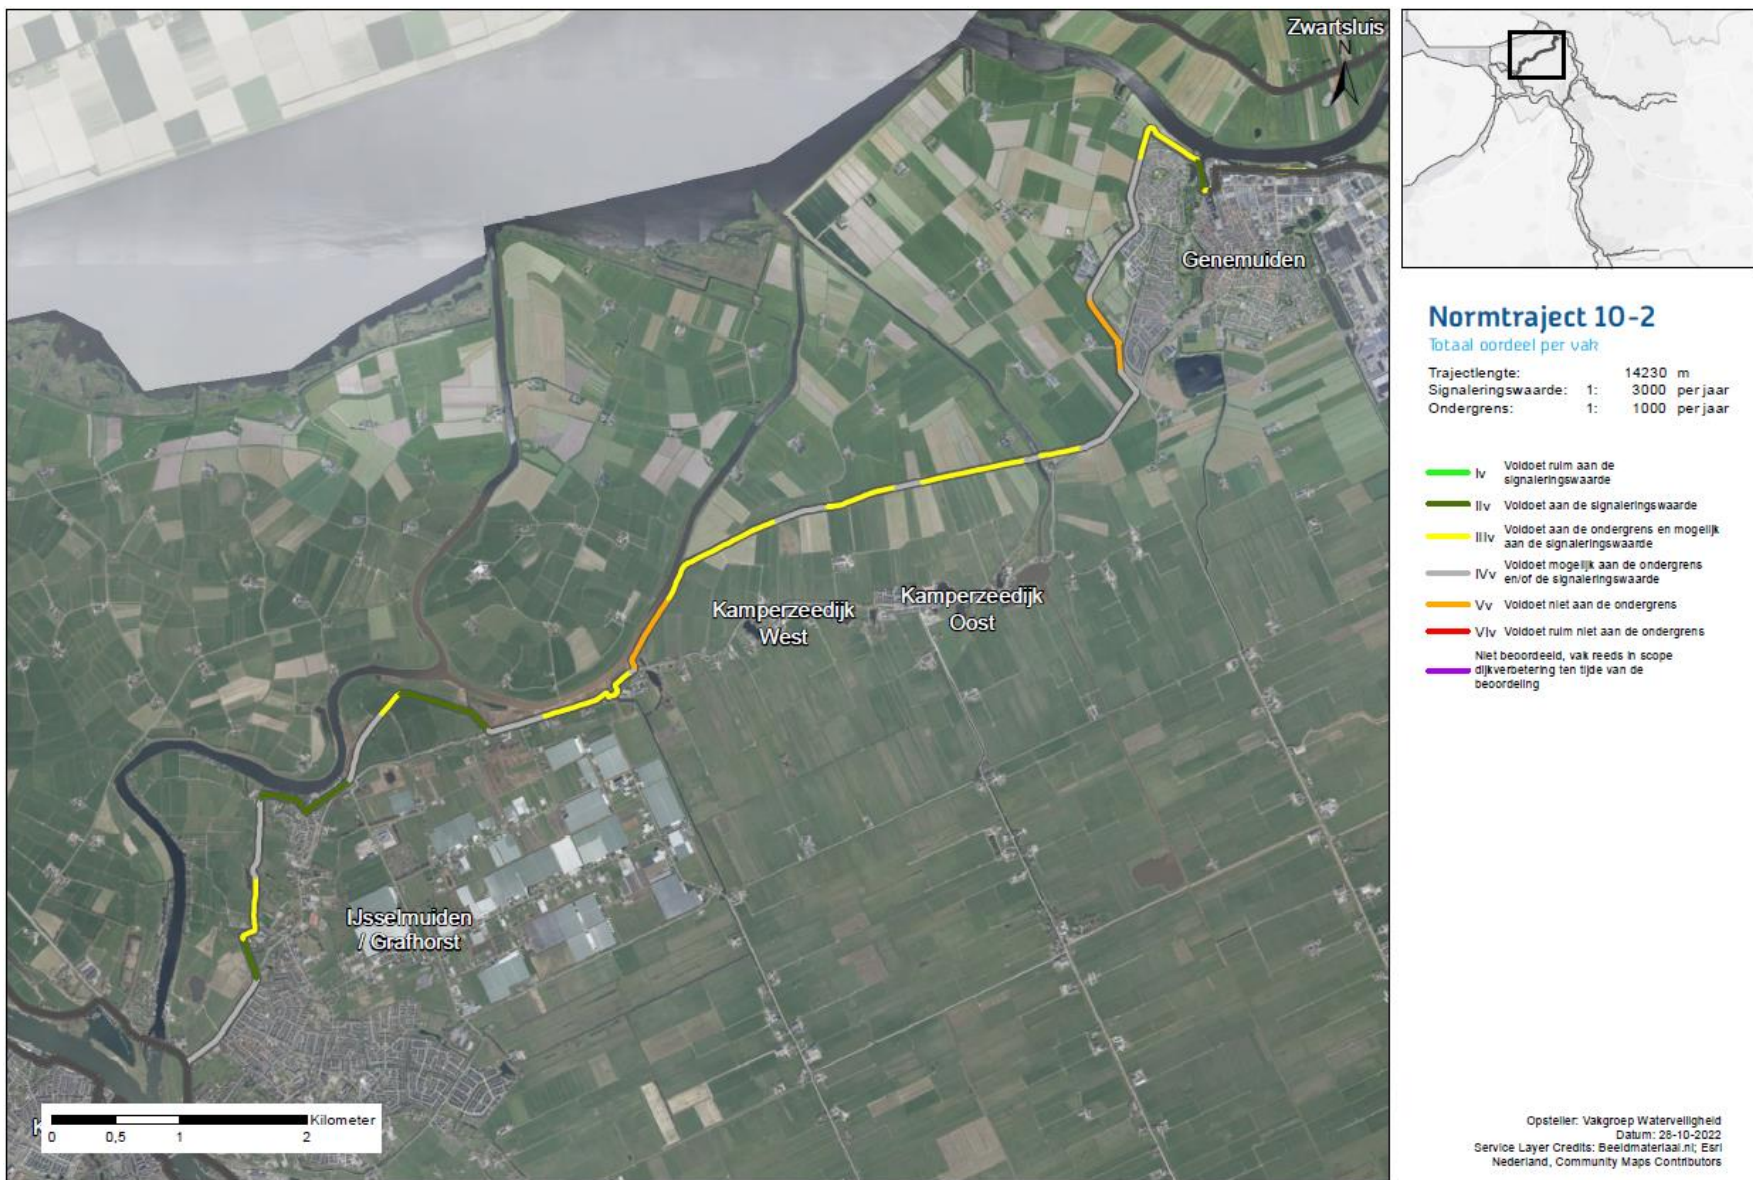 Zwartsluis
N
Genemuiden
Kamperzeedijk
West
Kamperzeedijk
Oost
IJsselmuiden
/ Grafhorst
K
Kilometer
0 0,5 1 2
Normtraject 10-2
Totaal oordeel per vak
Trajectlengte: 14230 m
Signaleringswaarde: 1: 3000 per jaar
Ondergrens: 1: 1000 per jaar
Iv Voldoet ruim aan de
signaleringswaarde
IIv Voldoet aan de signaleringswaarde
IIIv Voldoet aan de ondergrens en mogelijk
aan de signaleringswaarde
IVv Voldoet mogelijk aan de ondergrens
en/of de signaleringswaarde
Vv Voldoet niet aan de ondergrens
VIv Voldoet ruim niet aan de ondergrens
Niet beoordeeld, vak reeds in scope
dijkverbetering ten tijde van de
beoordeling
Opsteller: Vakgroep Waterveiligheid
Datum: 28-10-2022
Service Layer Credits: Beeldmateriaal.nl; Esri
Nederland, Community Maps Contributors